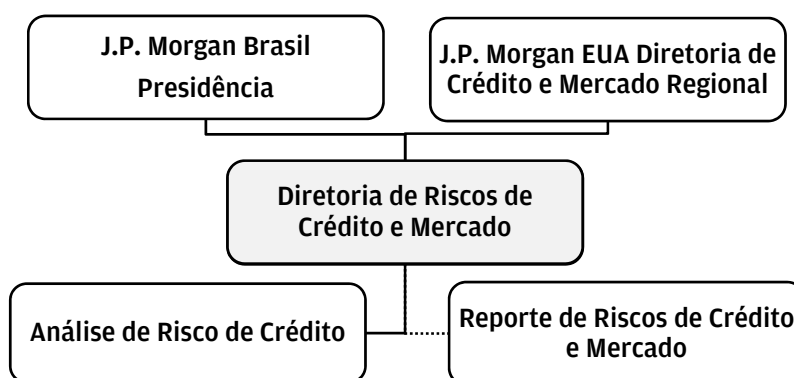 J.P. Morgan Brasil
Presidência
J.P. Morgan EUA Diretoria de
Crédito e Mercado Regional
Diretoria de Riscos de
Crédito e Mercado
Análise de Risco de Crédito
Reporte de Riscos de Crédito
e Mercado